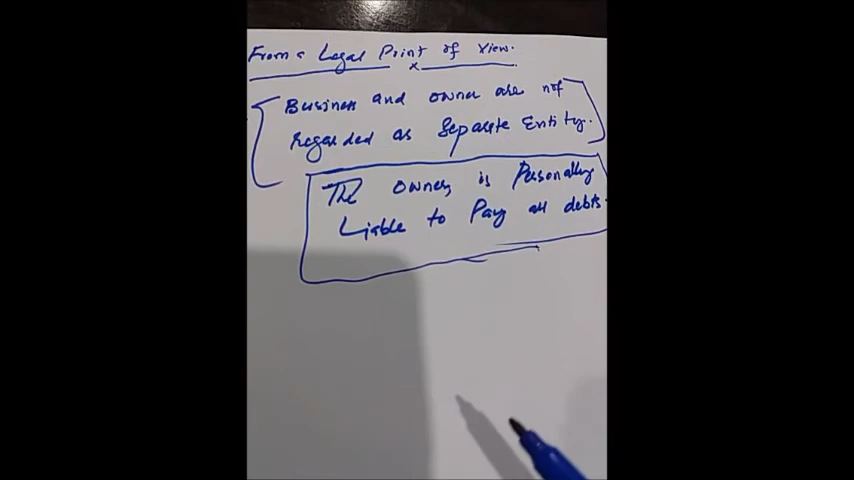 From a Legal Point of View.
Business and owner are not
Regarded as Separate Entity.
The owner is Personally
Liable to Pay all debts.